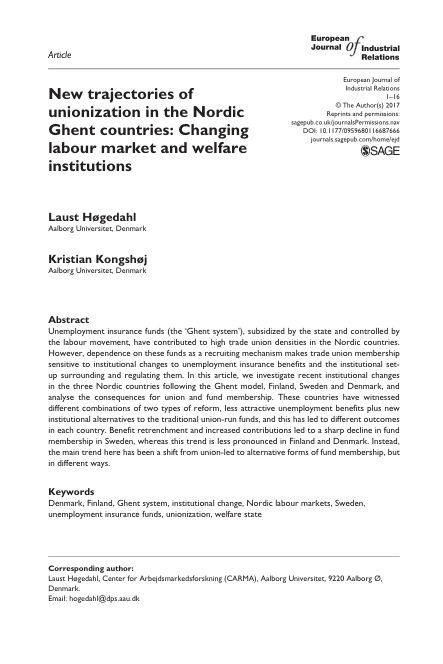 Article
European
Journal of Industrial
Relations
New trajectories of
unionization in the Nordic
Ghent countries: Changing
labour market and welfare
institutions
European Journal of
Industrial Relations
1–16
© The Author(s) 2017
Reprints and permissions:
sagepub.co.uk/journalsPermissions.nav
DOI: 10.1177/0959680116687666
journals.sagepub.com/home/ejd
SAGE
Laust Høgedahl
Aalborg Universitet, Denmark
Kristian Kongshøj
Aalborg Universitet, Denmark
Abstract
Unemployment insurance funds (the ‘Ghent system’), subsidized by the state and controlled by
the labour movement, have contributed to high trade union densities in the Nordic countries.
However, dependence on these funds as a recruiting mechanism makes trade union membership
sensitive to institutional changes to unemployment insurance benefits and the institutional set-
up surrounding and regulating them. In this article, we investigate recent institutional changes
in the three Nordic countries following the Ghent model, Finland, Sweden and Denmark, and
analyse the consequences for union and fund membership. These countries have witnessed
different combinations of two types of reform, less attractive unemployment benefits plus new
institutional alternatives to the traditional union-run funds, and this has led to different outcomes
in each country. Benefit retrenchment and increased contributions led to a sharp decline in fund
membership in Sweden, whereas this trend is less pronounced in Finland and Denmark. Instead,
the main trend here has been a shift from union-led to alternative forms of fund membership, but
in different ways.
Keywords
Denmark, Finland, Ghent system, institutional change, Nordic labour markets, Sweden,
unemployment insurance funds, unionization, welfare state
Corresponding author:
Laust Høgedahl, Center for Arbejdsmarkedsforskning (CARMA), Aalborg Universitet, 9220 Aalborg Ø,
Denmark.
Email: hogedahl@dps.aau.dk